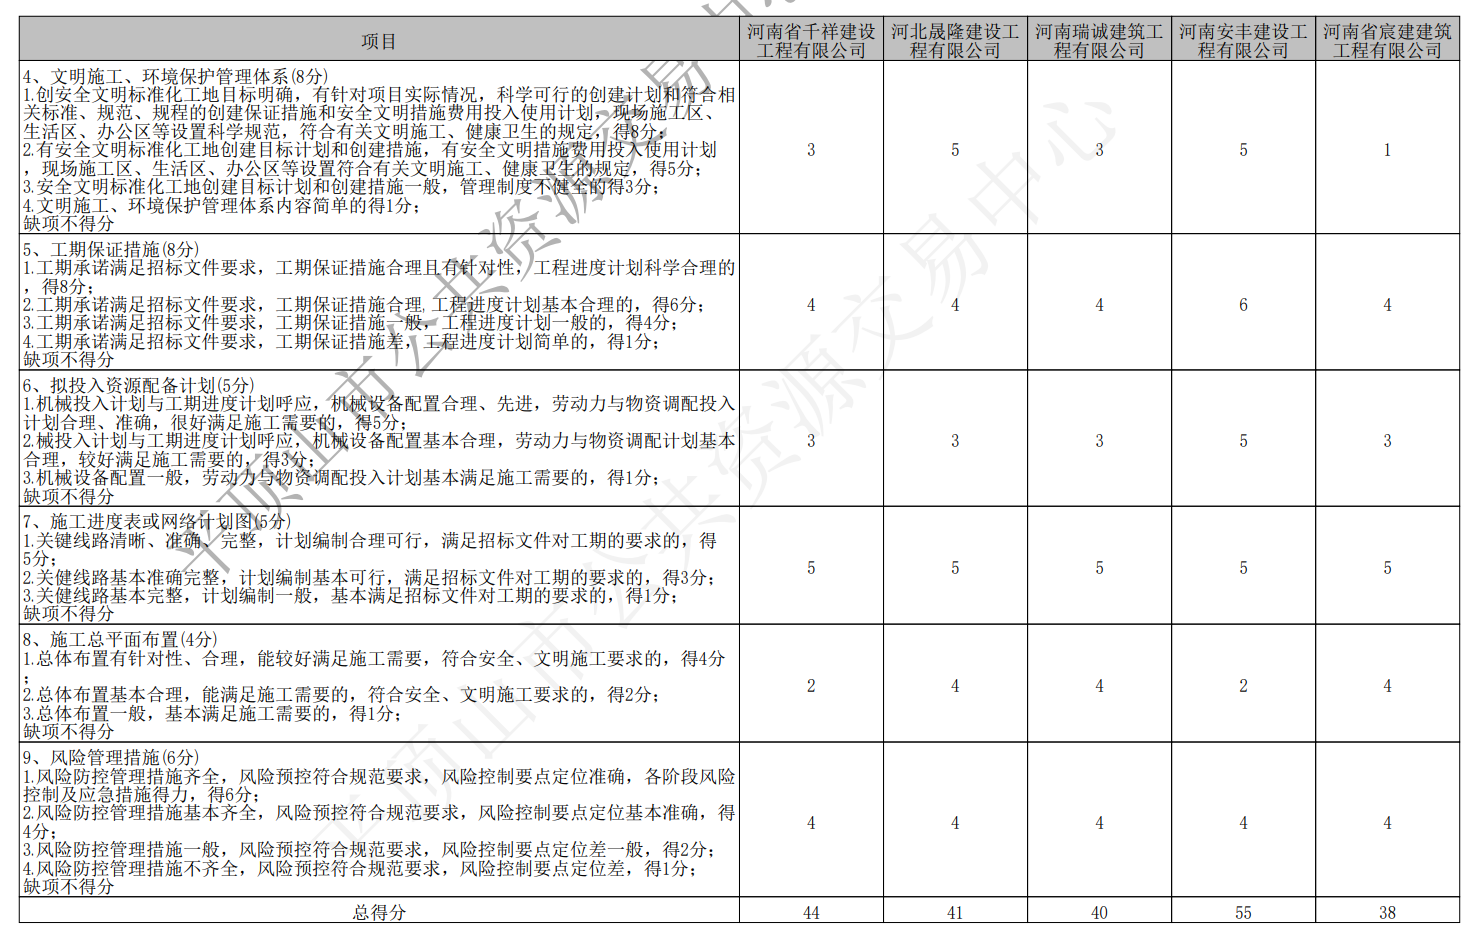 项目
河南省千祥建设
工程有限公司
河北晟隆建设工
程有限公司
河南瑞诚建筑工
程有限公司
河南安丰建设工
程有限公司
河南省宸建建筑
工程有限公司
4、文明施工、环境保护管理体系(8分)
1.创安全文明标准化工地目标明确，有针对项目实际情况，科学可行的创建计划和符合相
关标准、规范、规程的创建保证措施和安全文明措施费用投入使用计划，现场施工区、
生活区、办公区等设置科学规范，符合有关文明施工、健康卫生的规定，得8分；
2.有安全文明标准化工地创建目标计划和创建措施，有安全文明措施费用投入使用计划
，现场施工区、生活区、办公区等设置符合有关文明施工、健康卫生的规定，得5分；
3.安全文明标准化工地创建目标计划和创建措施一般，管理制度不健全的得3分；
4.文明施工、环境保护管理体系内容简单的得1分；
缺项不得分
3
5
3
5
1
5、工期保证措施(8分)
1.工期承诺满足招标文件要求，工期保证措施合理且有针对性，工程进度计划科学合理的
，得8分；
2.工期承诺满足招标文件要求，工期保证措施合理,工程进度计划基本合理的，得6分；
3.工期承诺满足招标文件要求，工期保证措施一般，工程进度计划一般的，得4分；
4.工期承诺满足招标文件要求，工期保证措施差，工程进度计划简单的，得1分；
缺项不得分
4
4
4
6
4
6、拟投入资源配备计划(5分)
1.机械投入计划与工期进度计划呼应，机械设备配置合理、先进，劳动力与物资调配投入
计划合理、准确，很好满足施工需要的，得5分；
2.械投入计划与工期进度计划呼应，机械设备配置基本合理，劳动力与物资调配计划基本
合理，较好满足施工需要的，得3分；
3.机械设备配置一般，劳动力与物资调配投入计划基本满足施工需要的，得1分；
缺项不得分
3
3
3
5
3
7、施工进度表或网络计划图(5分)
1.关键线路清晰、准确、完整，计划编制合理可行，满足招标文件对工期的要求的，得
5分；
2.关健线路基本准确完整，计划编制基本可行，满足招标文件对工期的要求的，得3分；
3.关健线路基本完整，计划编制一般，基本满足招标文件对工期的要求的，得1分；
缺项不得分
5
5
5
5
5
8、施工总平面布置(4分)
1.总体布置有针对性、合理，能较好满足施工需要，符合安全、文明施工要求的，得4分
；
2.总体布置基本合理，能满足施工需要的，符合安全、文明施工要求的，得2分；
3.总体布置一般，基本满足施工需要的，得1分；
缺项不得分
2
4
4
2
4
9、风险管理措施(6分)
1.风险防控管理措施齐全，风险预控符合规范要求，风险控制要点定位准确，各阶段风险
控制及应急措施得力，得6分；
2.风险防控管理措施基本齐全，风险预控符合规范要求，风险控制要点定位基本准确，得
4分；
3.风险防控管理措施一般，风险预控符合规范要求，风险控制要点定位差一般，得2分；
4.风险防控管理措施不齐全，风险预控符合规范要求，风险控制要点定位差，得1分；
缺项不得分
4
4
4
4
4
总得分
44
41
40
55
38
平顶山市公共资源交易
平顶山市公共资源交易中心